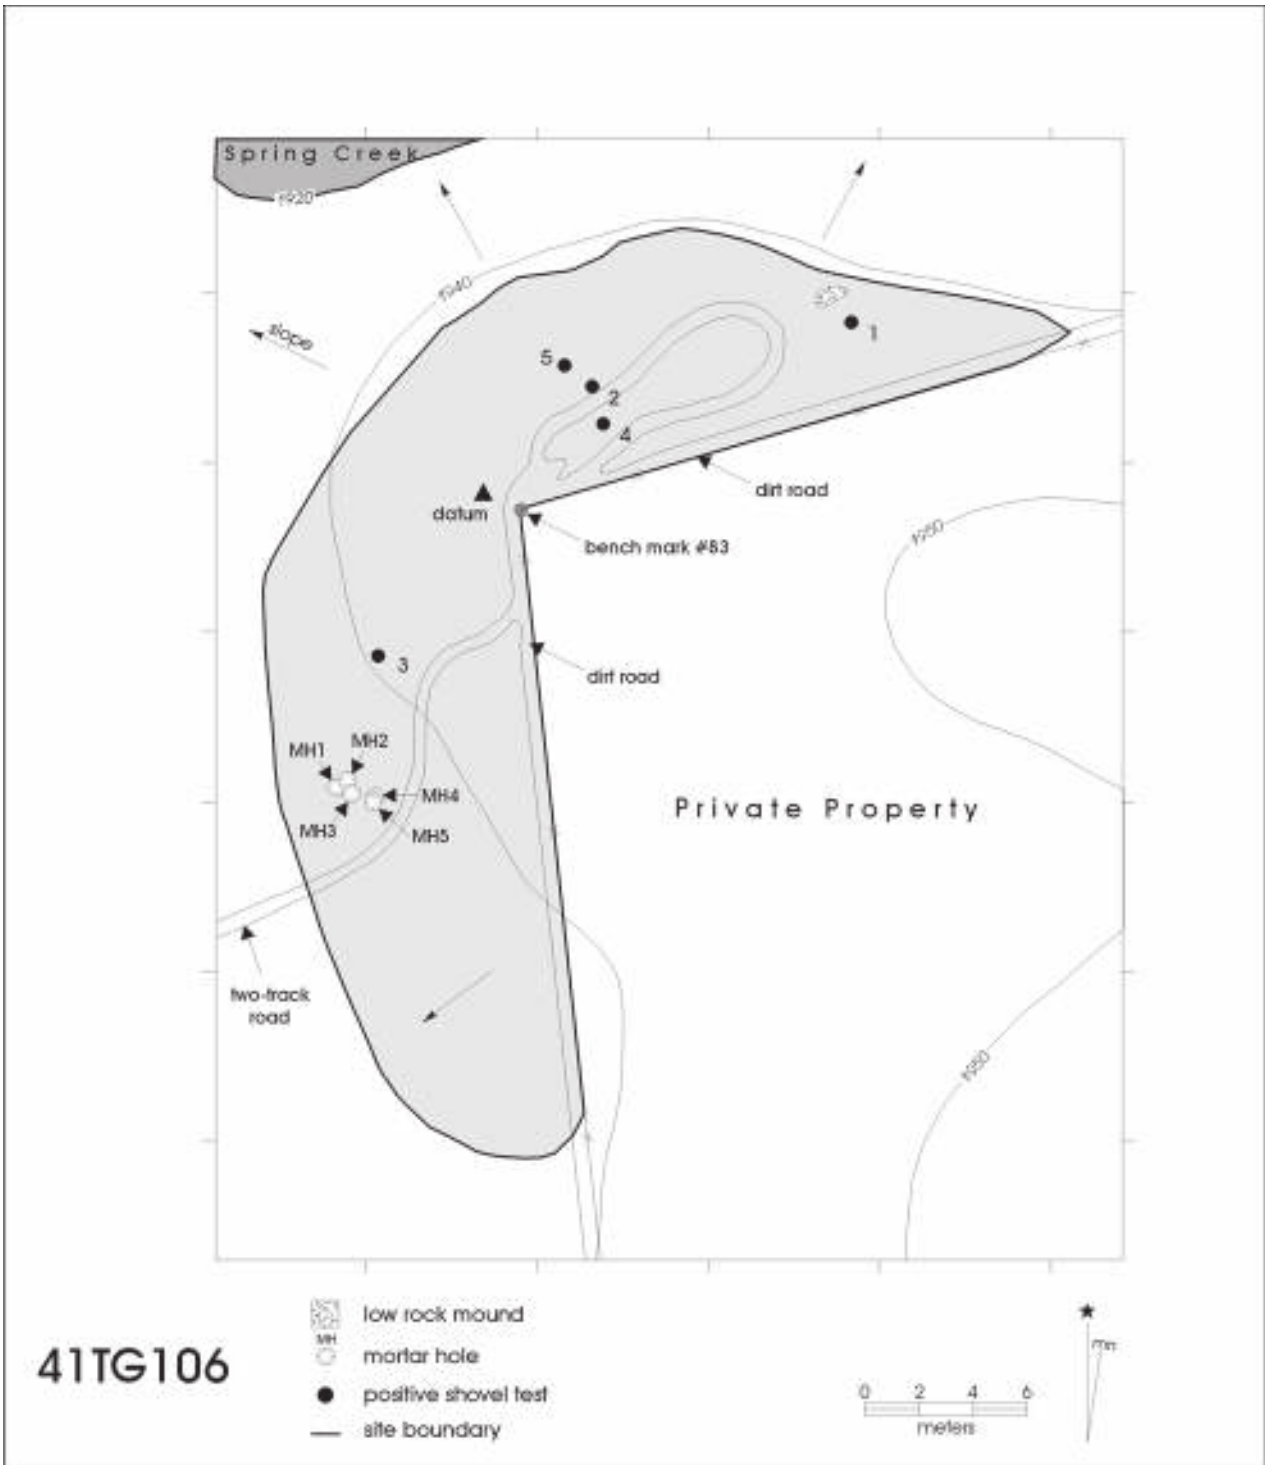 Spring Creek
1920
1940
slope
1
5
2
4
dirt road
datum
bench mark #83
1950
dirt road
3
MH1
MH2
MH4
MH3
MH5
Private Property
two-track
road
1950
low rock mound
MH
mortar hole
41TG106
positive shovel test
site boundary
mn
0 2 4 6
meters